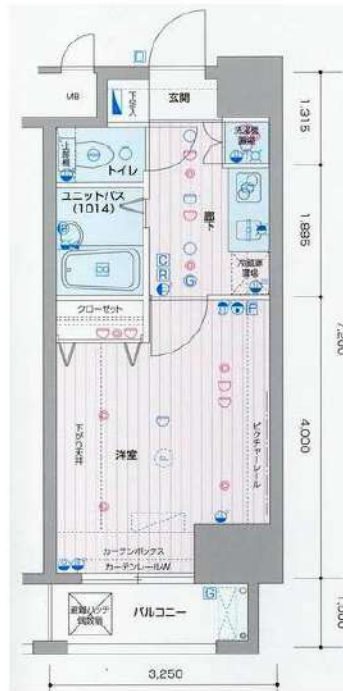 MB
下足入
玄関
洗濯機
置場
上部棚
トイレ
ユニットバス
(1014)
廊下
冷蔵庫
置場
C
R
G
クローゼット
E
下がり天井
洋室
ピクチャーレール
P
カーテンボックス
カーテンレールW
避難ハッチ
偶数階
バルコニー
G
1,315
1,895
4,000
3,250